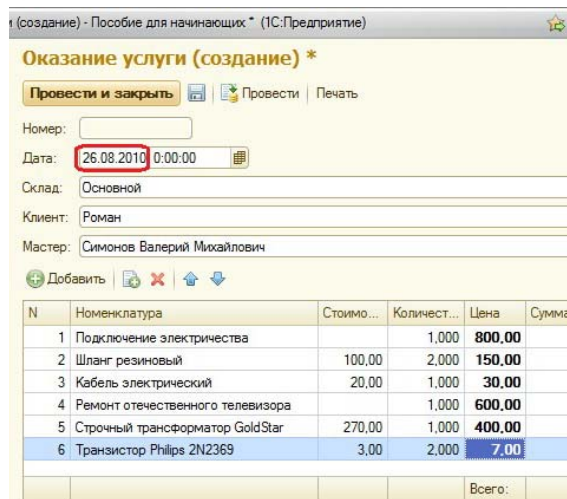 (создание) - Пособие для начинающих * (1С:Предприятие)
Оказание услуги (создание) *
Провести и закрыть Провести Печать
Номер:
Дата: 26.08.2010 0:00:00
Склад: Основной
Клиент: Роман
Мастер: Симонов Валерий Михайлович
Добавить
N Номенклатура Стоимо... Количест... Цена Сумма
1 Подключение электричества 1,000 800,00
2 Шланг резиновый 100,00 2,000 150,00
3 Кабель электрический 20,00 1,000 30,00
4 Ремонт отечественного телевизора 1,000 600,00
5 Строчный трансформатор GoldStar 270,00 1,000 400,00
6 Транзистор Philips 2N2369 3,00 2,000 7,00
Всего: